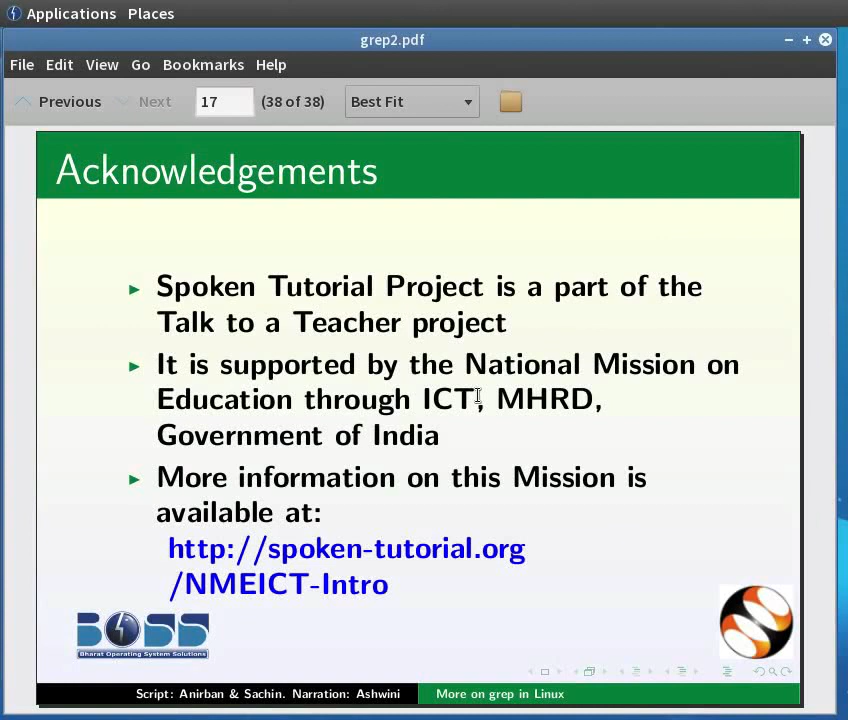 Applications Places
grep2.pdf
File Edit View Go Bookmarks Help
Previous Next 17 (38 of 38) Best Fit
Acknowledgements
Spoken Tutorial Project is a part of the
Talk to a Teacher project
It is supported by the National Mission on
Education through ICT, MHRD,
Government of India
More information on this Mission is
available at:
http://spoken-tutorial.org
/NMEICT-Intro
BOSS
Bharat Operating System Solutions
Script: Anirban & Sachin. Narration: Ashwini More on grep in Linux